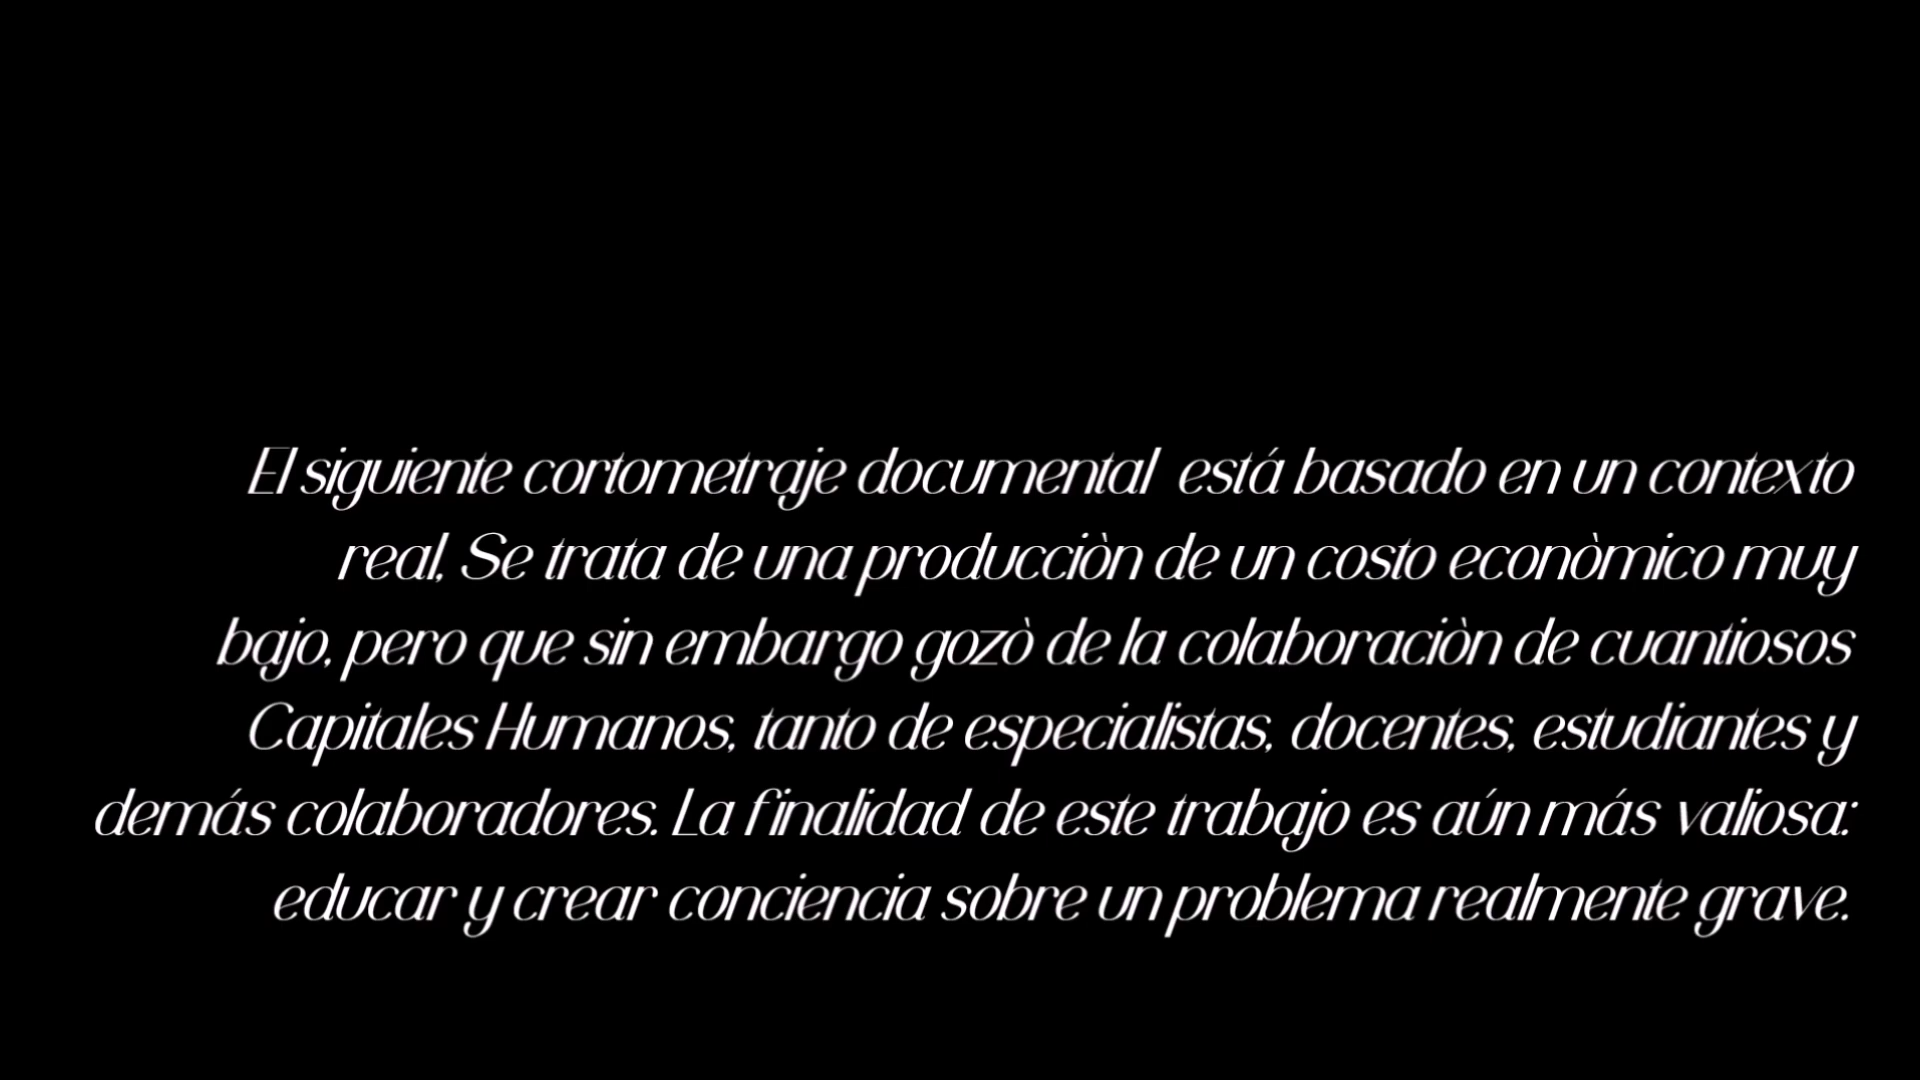 El siguiente cortometraje documental  está basado en un contexto
real, Se trata de una producciòn de un costo econòmico muy
bajo, pero que sin embargo gozò de la colaboraciòn de cuantiosos
Capitales Humanos, tanto de especialistas, docentes, estudiantes y
demás colaboradores. La finalidad de este trabajo es aún más valiosa:
educar y crear conciencia sobre un problema realmente grave.